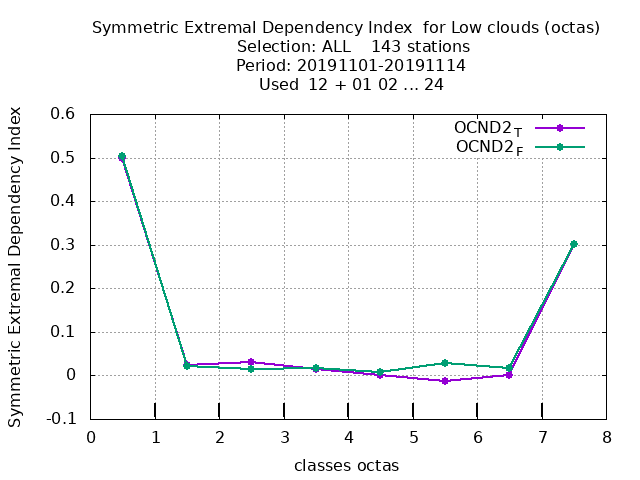 Symmetric Extremal Dependency Index  for Low clouds (octas)
Selection: ALL    143 stations
Period: 20191101-20191114
Used  12 + 01 02 ... 24
Symmetric Extremal Dependency Index
0.6
0.5
0.4
0.3
0.2
0.1
0
-0.1
OCND2T
OCND2F
0 1 2 3 4 5 6 7 8
classes octas